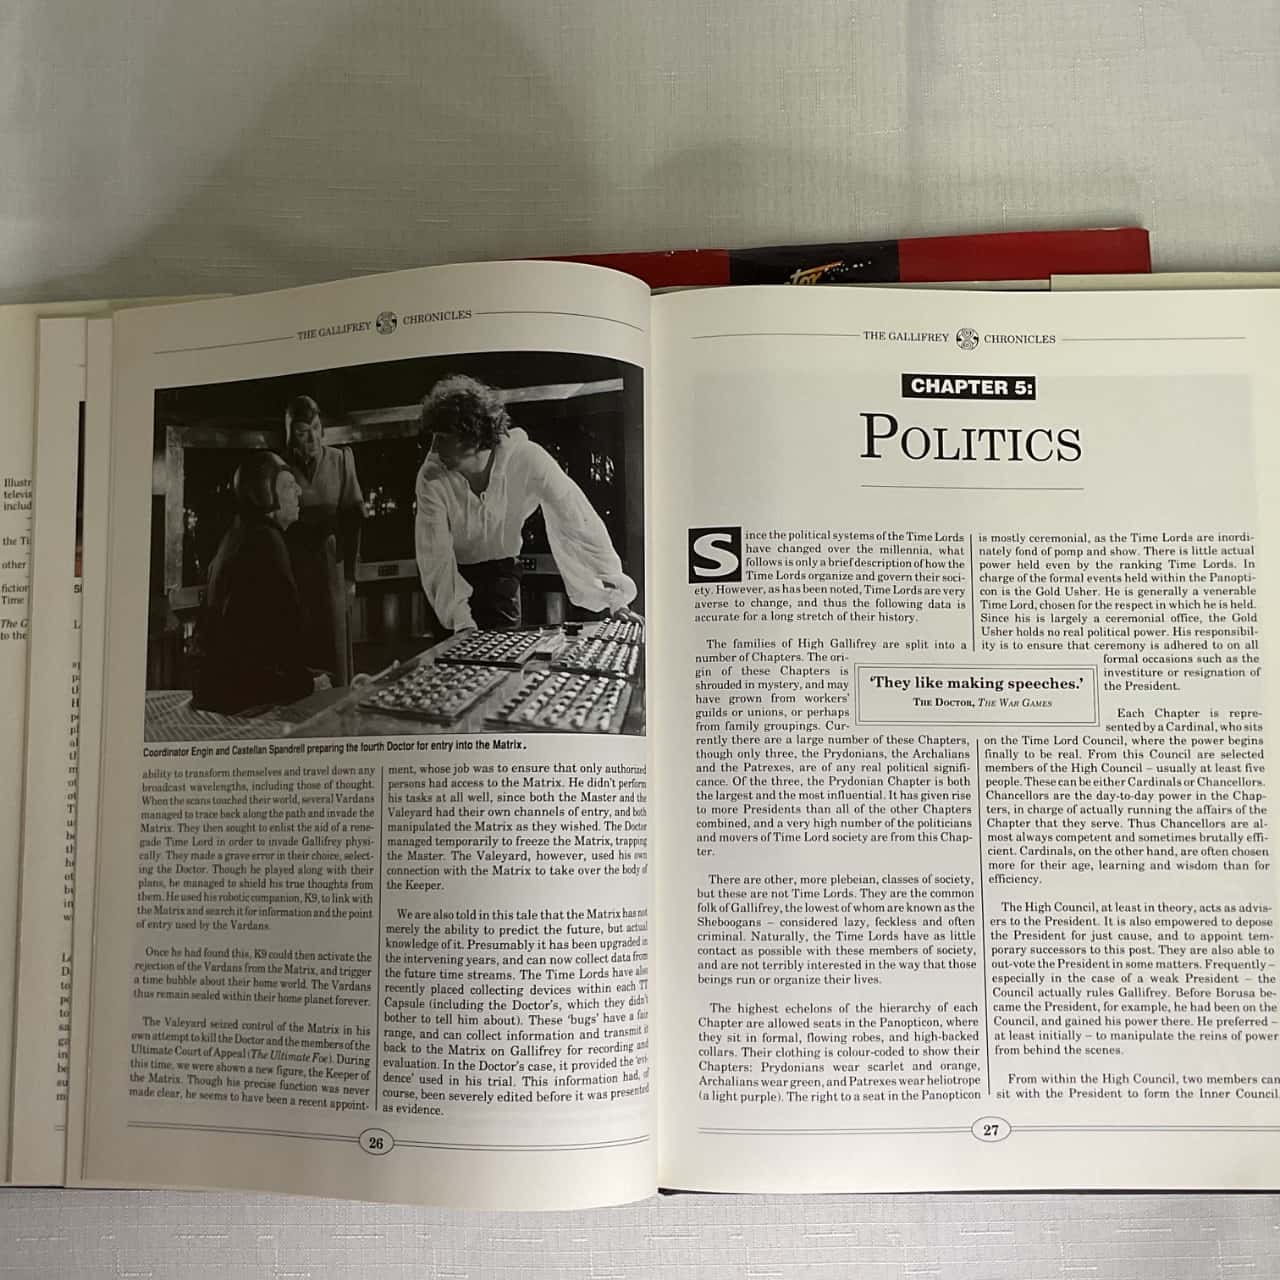 Illustr
televis
includ
the Ti
other
fiction
Time
The G
to the
THE GALLIFREY CHRONICLES
Coordinator Engin and Castellan Spandrell preparing the fourth Doctor for entry into the Matrix.
ability to transform themselves and travel down any
broadcast wavelengths, including those of thought.
When the scans touched their world, several Vardans
managed to trace back along the path and invade the
Matrix. They then sought to enlist the aid of a rene-
gade Time Lord in order to invade Gallifrey physi-
cally. They made a grave error in their choice, select-
ing the Doctor. Though he played along with their
plans, he managed to shield his true thoughts from
them. He used his robotic companion, K9, to link with
the Matrix and search it for information and the point
of entry used by the Vardans.
Once he had found this, K9 could then activate the
rejection of the Vardans from the Matrix, and trigger
a time bubble about their home world. The Vardans
thus remain sealed within their home planet forever.
The Valeyard seized control of the Matrix in his
own attempt to kill the Doctor and the members of the
Ultimate Court of Appeal (The Ultimate Foe). During
this time, we were shown a new figure, the Keeper of
the Matrix. Though his precise function was never
made clear, he seems to have been a recent appoint-
ment, whose job was to ensure that only authorized
persons had access to the Matrix. He didn't perform
his tasks at all well, since both the Master and the
Valeyard had their own channels of entry, and both
manipulated the Matrix as they wished. The Doctor
managed temporarily to freeze the Matrix, trapping
the Master. The Valeyard, however, used his own
connection with the Matrix to take over the body of
the Keeper.
We are also told in this tale that the Matrix has not
merely the ability to predict the future, but actual
knowledge of it. Presumably it has been upgraded in
the intervening years, and can now collect data from
the future time streams. The Time Lords have also
recently placed collecting devices within each TT
Capsule (including the Doctor's, which they didn't
bother to tell him about). These 'bugs' have a fair
range, and can collect information and transmit it
back to the Matrix on Gallifrey for recording and
evaluation. In the Doctor's case, it provided the 'evi-
dence' used in his trial. This information had, of
course, been severely edited before it was presented
as evidence.
26
THE GALLIFREY CHRONICLES
CHAPTER 5:
POLITICS
Since the political systems of the Time Lords
have changed over the millennia, what
follows is only a brief description of how the
Time Lords organize and govern their soci-
ety. However, as has been noted, Time Lords are very
averse to change, and thus the following data is
accurate for a long stretch of their history.
The families of High Gallifrey are split into a
number of Chapters. The ori-
gin of these Chapters is
shrouded in mystery, and may
have grown from workers'
guilds or unions, or perhaps
from family groupings. Cur-
rently there are a large number of these Chapters,
though only three, the Prydonians, the Archalians
and the Patrexes, are of any real political signifi-
cance. Of the three, the Prydonian Chapter is both
the largest and the most influential. It has given rise
to more Presidents than all of the other Chapters
combined, and a very high number of the politicians
and movers of Time Lord society are from this Chap-
ter.
There are other, more plebeian, classes of society,
but these are not Time Lords. They are the common
folk of Gallifrey, the lowest of whom are known as the
Sheboogans – considered lazy, feckless and often
criminal. Naturally, the Time Lords have as little
contact as possible with these members of society,
and are not terribly interested in the way that those
beings run or organize their lives.
The highest echelons of the hierarchy of each
Chapter are allowed seats in the Panopticon, where
they sit in formal, flowing robes, and high-backed
collars. Their clothing is colour-coded to show their
Chapters: Prydonians wear scarlet and orange,
Archalians wear green, and Patrexes wear heliotrope
(a light purple). The right to a seat in the Panopticon
'They like making speeches.'
THE DOCTOR, THE WAR GAMES
is mostly ceremonial, as the Time Lords are inordi-
nately fond of pomp and show. There is little actual
power held even by the ranking Time Lords. In
charge of the formal events held within the Panopti-
con is the Gold Usher. He is generally a venerable
Time Lord, chosen for the respect in which he is held.
Since his is largely a ceremonial office, the Gold
Usher holds no real political power. His responsibil-
ity is to ensure that ceremony is adhered to on all
formal occasions such as the
investiture or resignation of
the President.
Each Chapter is repre-
sented by a Cardinal, who sits
on the Time Lord Council, where the power begins
finally to be real. From this Council are selected
members of the High Council – usually at least five
people. These can be either Cardinals or Chancellors.
Chancellors are the day-to-day power in the Chap-
ters, in charge of actually running the affairs of the
Chapter that they serve. Thus Chancellors are al-
most always competent and sometimes brutally effi-
cient. Cardinals, on the other hand, are often chosen
more for their age, learning and wisdom than for
efficiency.
The High Council, at least in theory, acts as advis-
ers to the President. It is also empowered to depose
the President for just cause, and to appoint tem-
porary successors to this post. They are also able to
out-vote the President in some matters. Frequently –
especially in the case of a weak President – the
Council actually rules Gallifrey. Before Borusa be-
came the President, for example, he had been on the
Council, and gained his power there. He preferred –
at least initially – to manipulate the reins of power
from behind the scenes.
From within the High Council, two members can
sit with the President to form the Inner Council.
27